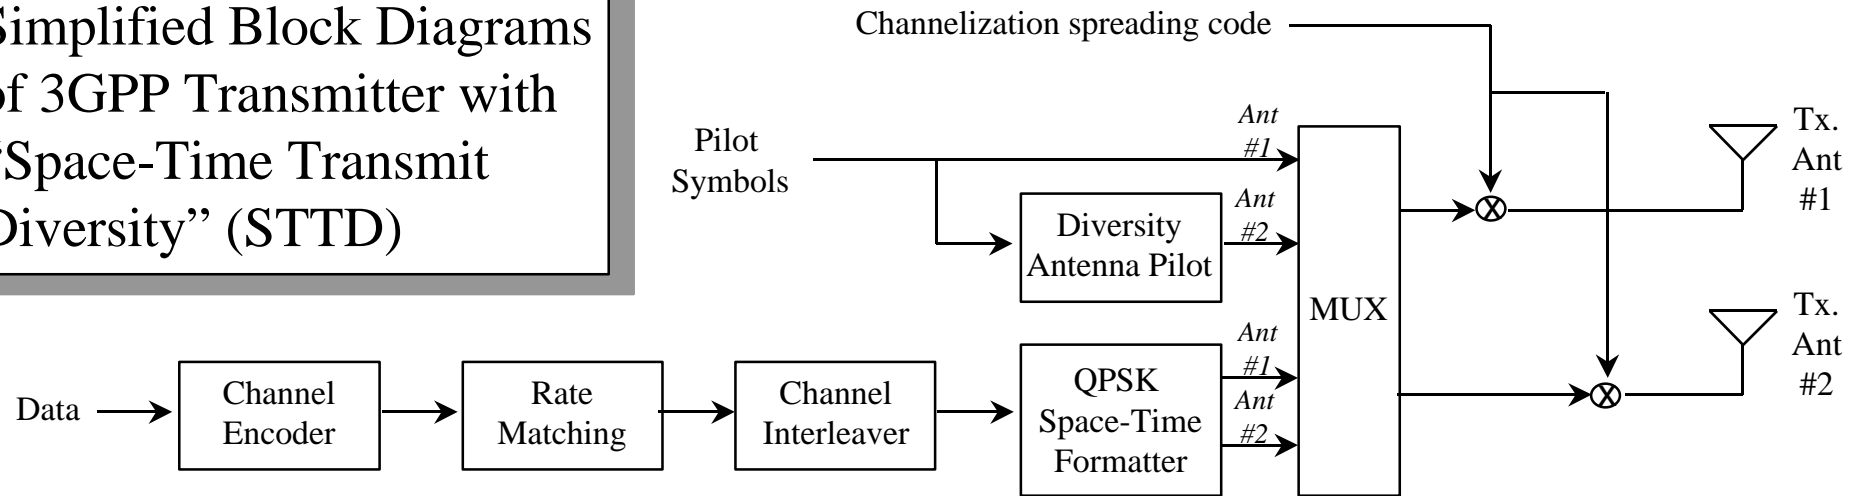 Simplified Block Diagrams
of 3GPP Transmitter with
“Space-Time Transmit
Diversity” (STTD)
Channelization spreading code
Pilot
Symbols
Ant
#1
Diversity
Antenna Pilot
Ant
#2
MUX
X
Tx.
Ant
#1
X
Tx.
Ant
#2
Data
Channel
Encoder
Rate
Matching
Channel
Interleaver
QPSK
Space-Time
Formatter
Ant
#1
Ant
#2